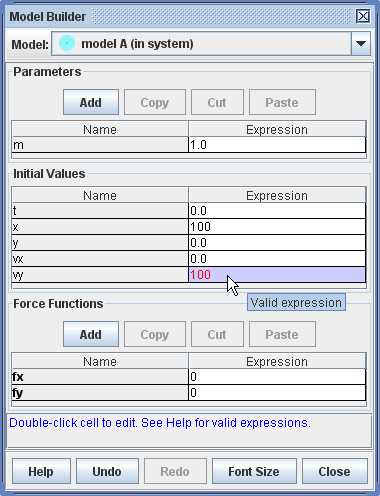 Model Builder
Model: model A (in system)
Parameters
Add Copy Cut Paste
Name Expression
m 1.0
Initial Values
Name Expression
t 0.0
x 100
y 0.0
vx 0.0
vy 100
Valid expression
Force Functions
Add Copy Cut Paste
Name Expression
fx 0
fy 0
Double-click cell to edit. See Help for valid expressions.
Help Undo Redo Font Size Close